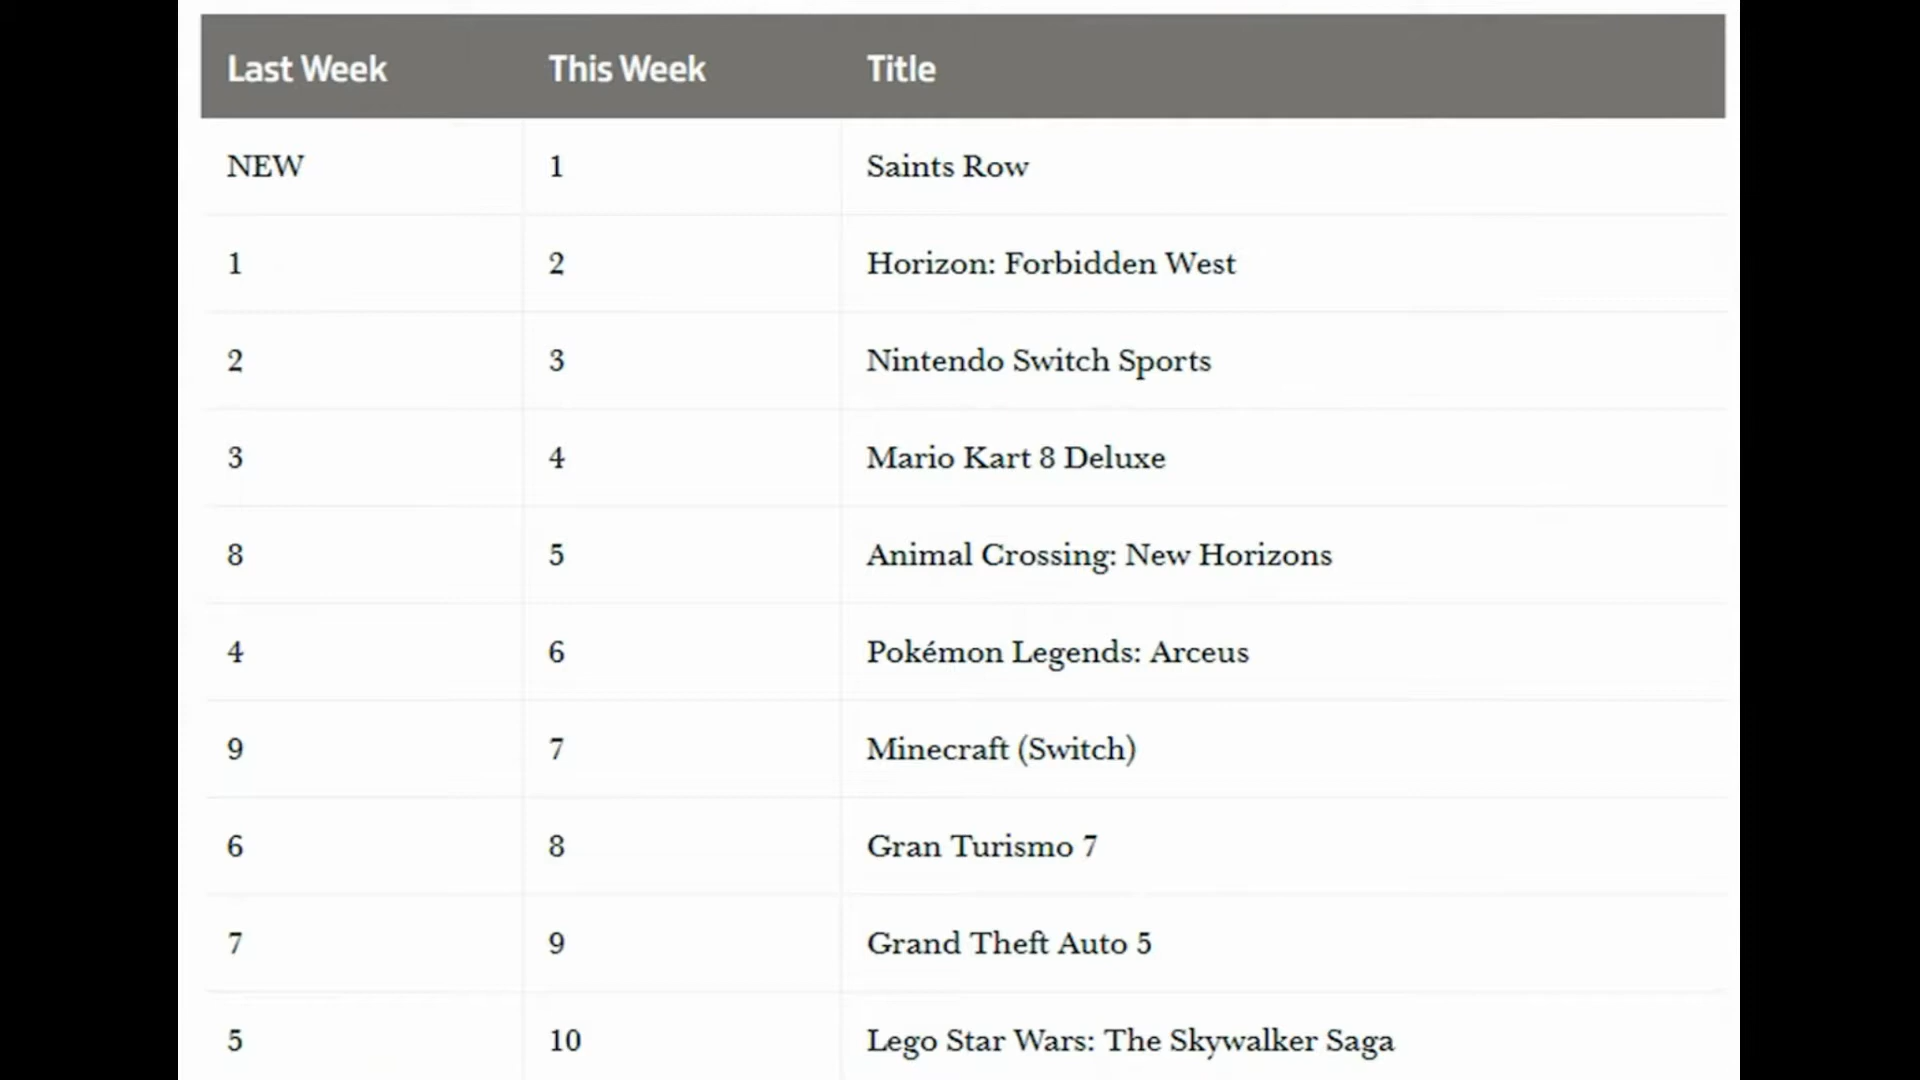 Last Week This Week Title
NEW 1 Saints Row
1 2 Horizon: Forbidden West
2 3 Nintendo Switch Sports
3 4 Mario Kart 8 Deluxe
8 5 Animal Crossing: New Horizons
4 6 Pokémon Legends: Arceus
9 7 Minecraft (Switch)
6 8 Gran Turismo 7
7 9 Grand Theft Auto 5
5 10 Lego Star Wars: The Skywalker Saga